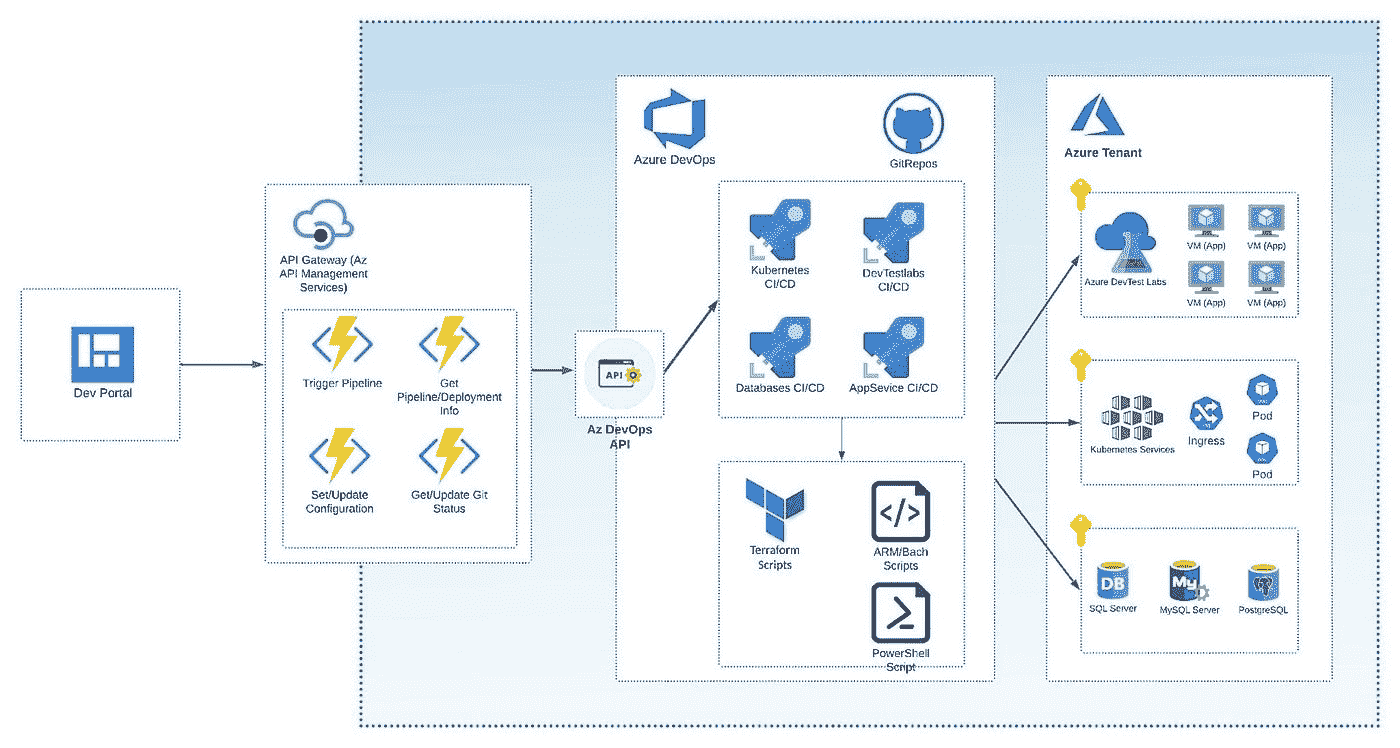 Dev Portal
API Gateway (Az
API Management
Services)
Trigger Pipeline
Get
Pipeline/Deployment
Info
Set/Update
Configuration
Get/Update Git
Status
API
Az DevOps
API
Azure DevOps
GitRepos
Kubernetes
CI/CD
DevTestlabs
CI/CD
Databases CI/CD
AppSevice CI/CD
Terraform
Scripts
ARM/Bach
Scripts
PowerShell
Script
Azure Tenant
Azure DevTest Labs
VM (App)
VM (App)
VM (App)
VM (App)
Kubernetes Services
Ingress
Pod
Pod
DB
SQL Server
My
MySQL Server
PostgreSQL